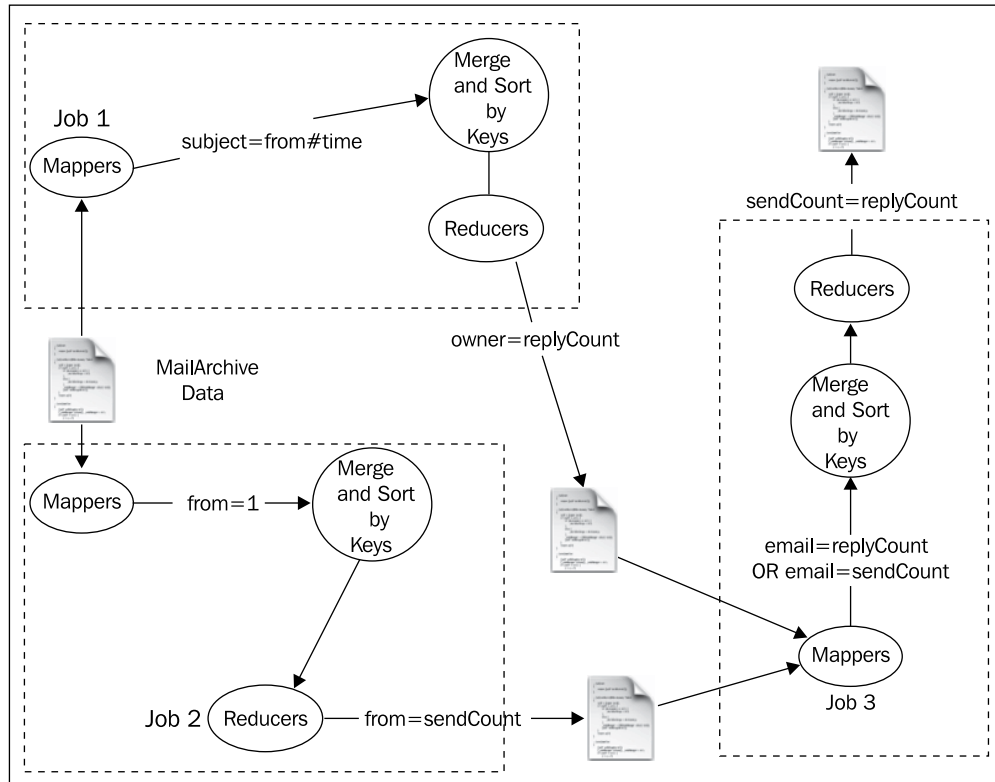 Job 1
Mappers
subject=from#time
Merge
and Sort
by
Keys
Reducers
owner=replyCount
MailArchive
Data
Mappers
from=1
Merge
and Sort
by
Keys
Job 2
Reducers
from=sendCount
sendCount=replyCount
Reducers
Merge
and Sort
by
Keys
email=replyCount
OR email=sendCount
Mappers
Job 3